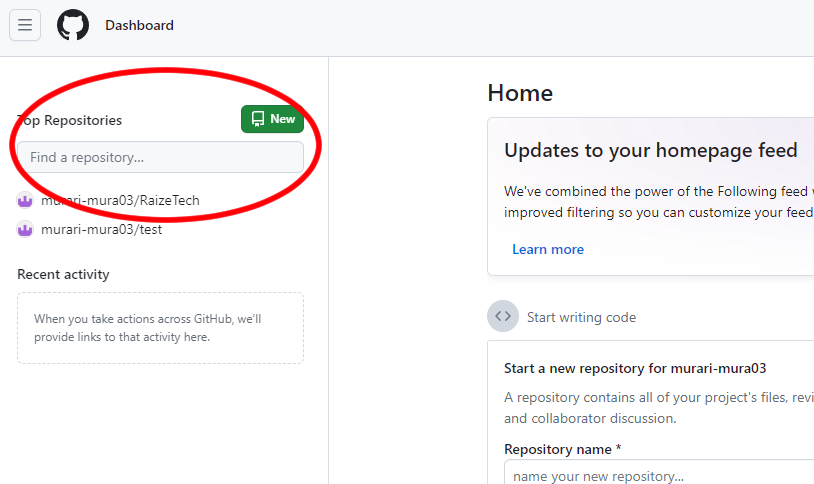 Dashboard
Top Repositories
New
Find a repository...
murari-mura03/RaizeTech
murari-mura03/test
Recent activity
When you take actions across GitHub, we'll
provide links to that activity here.
Home
Updates to your homepage feed
We've combined the power of the Following feed
improved filtering so you can customize your feed
Learn more
Start writing code
Start a new repository for murari-mura03
A repository contains all of your project's files,
and collaborator discussion.
Repository name *
name your new repository...